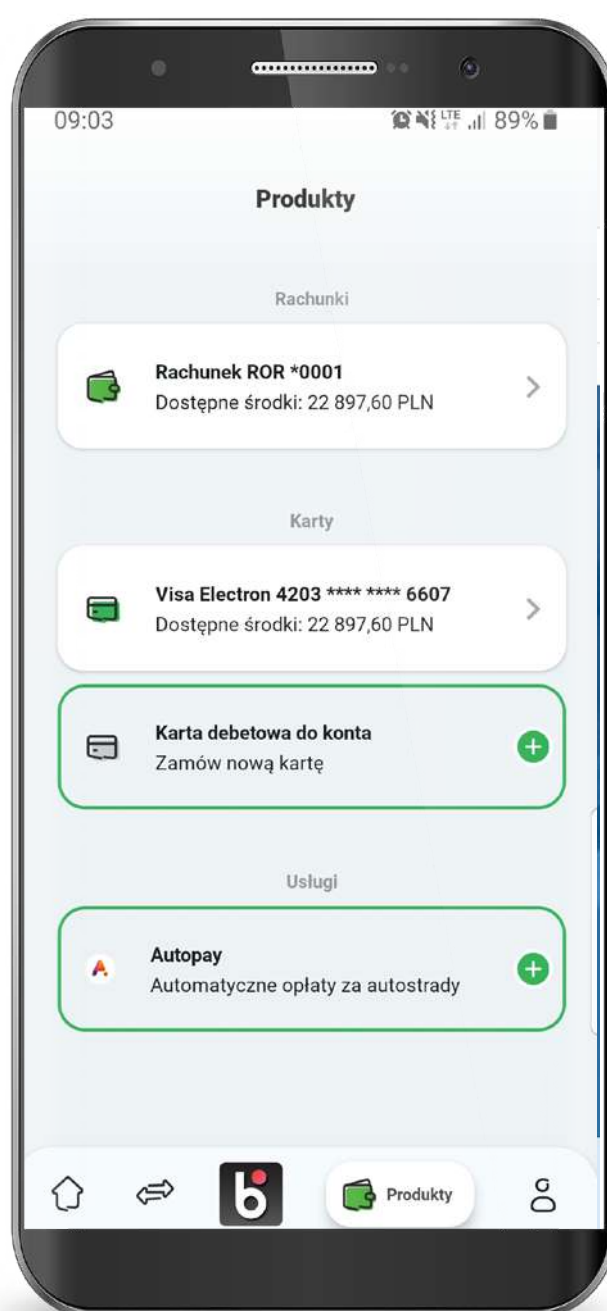 09:03
LTE
89%
Produkty
Rachunki
Rachunek ROR *0001
Dostępne środki: 22 897,60 PLN
Karty
Visa Electron 4203 **** **** 6607
Dostępne środki: 22 897,60 PLN
Karta debetowa do konta
Zamów nową kartę
Usługi
Autopay
Automatyczne opłaty za autostrady
Produkty